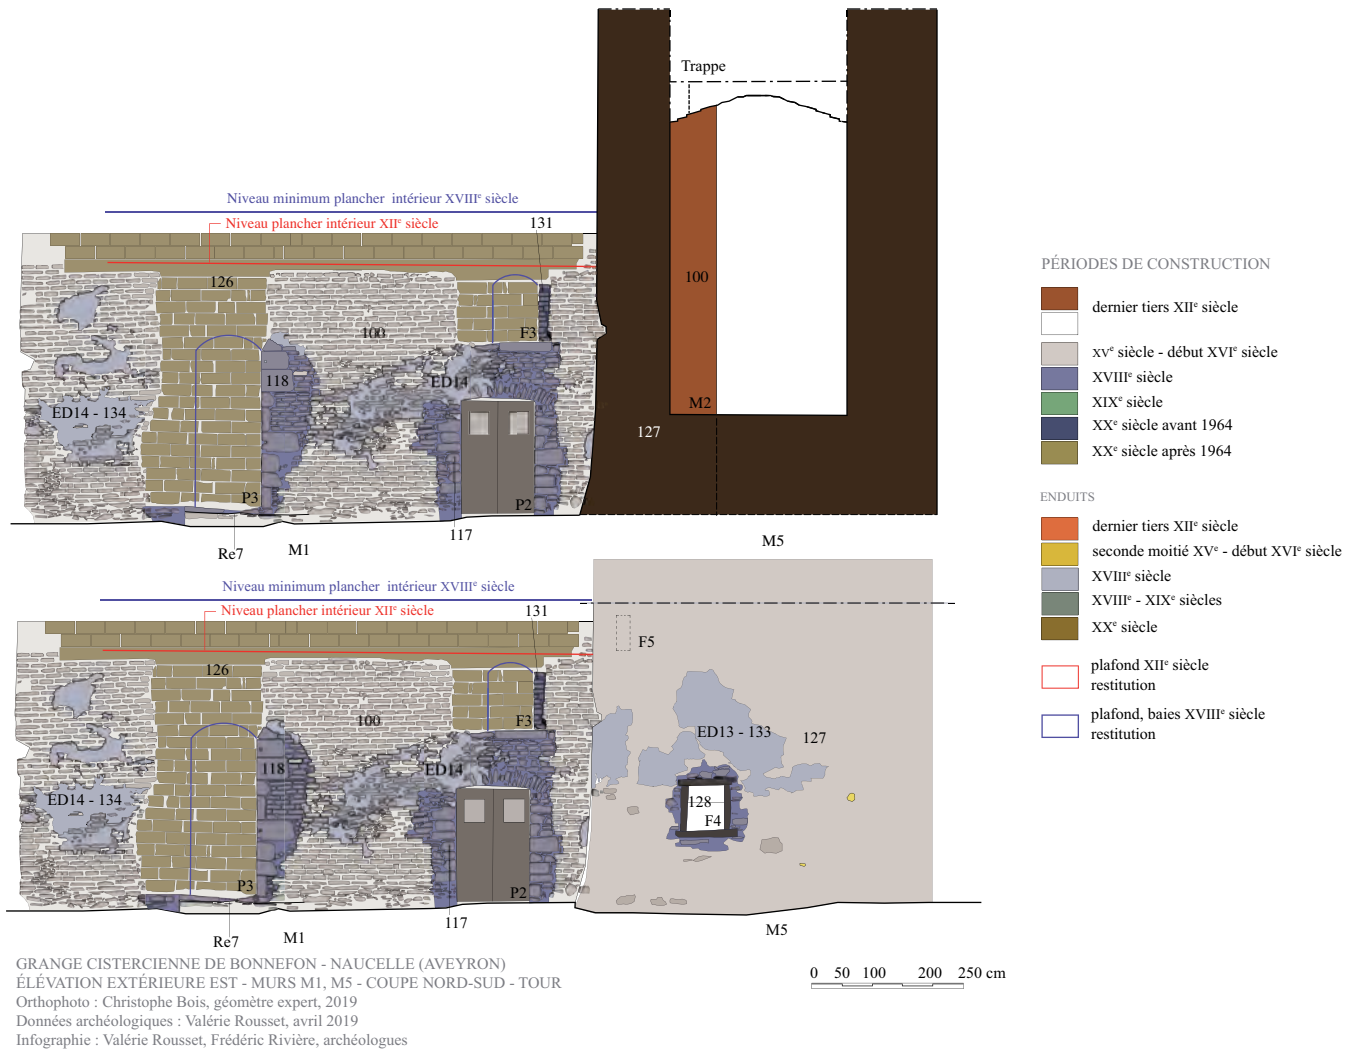 Trappe
Niveau minimum plancher intérieur XVIIIe siècle
Niveau plancher intérieur XIIe siècle
131
126
100
100
F3
118
ED14
ED14 - 134
M2
127
P3
P2
117
Re7
M1
M5
Niveau minimum plancher intérieur XVIIIe siècle
Niveau plancher intérieur XIIe siècle
131
F5
126
100
F3
ED13 - 133
127
118
ED14
ED14 - 134
128
F4
P3
P2
117
Re7
M1
M5
PÉRIODES DE CONSTRUCTION
dernier tiers XIIe siècle
XVe siècle - début XVIe siècle
XVIIIe siècle
XIXe siècle
XXe siècle avant 1964
XXe siècle après 1964
ENDUITS
dernier tiers XIIe siècle
seconde moitié XVe - début XVIe siècle
XVIIIe siècle
XVIIIe - XIXe siècles
XXe siècle
plafond XIIe siècle
restitution
plafond, baies XVIIIe siècle
restitution
GRANGE CISTERCIENNE DE BONNEFON - NAUCELLE (AVEYRON)
ÉLÉVATION EXTÉRIEURE EST - MURS M1, M5 - COUPE NORD-SUD - TOUR
Orthophoto : Christophe Bois, géomètre expert, 2019
Données archéologiques : Valérie Rousset, avril 2019
Infographie : Valérie Rousset, Frédéric Rivière, archéologues
0 50 100 200 250 cm